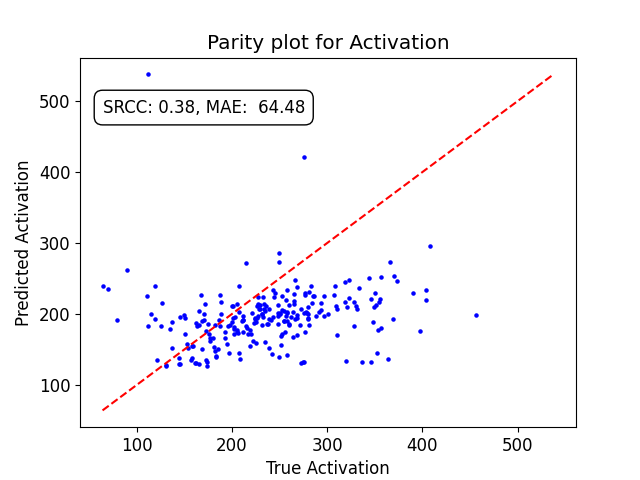 Parity plot for Activation
SRCC: 0.38, MAE:  64.48
Predicted Activation
500
400
300
200
100
100 200 300 400 500
True Activation